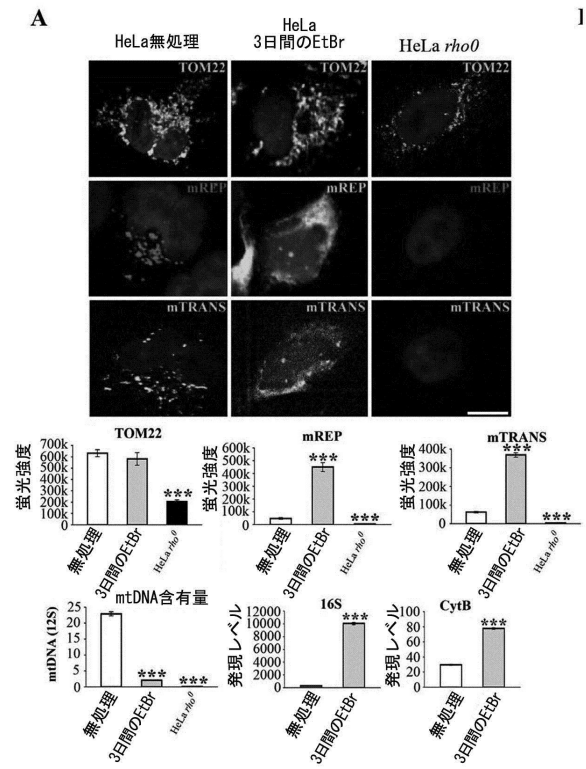 A
]
HeLa無処理
HeLa
3日間のEtBr
HeLa rho0
TOM22
TOM22
TOM22
mREP
mREP
mREP
mTRANS
mTRANS
mTRANS
TOM22
蛍光強度
700k
600k
500k
400k
300k
200k
100k
0
***
無処理
3日間のEtBr
HeLa rho⁰
mREP
蛍光強度
600k
500k
400k
300k
200k
100k
0
***
***
無処理
3日間のEtBr
HeLa rho⁰
mTRANS
蛍光強度
400k
300k
200k
100k
0
***
***
無処理
3日間のEtBr
HeLa rho⁰
mtDNA含有量
mtDNA (12S)
25
20
15
10
5
0
***
***
無処理
3日間のEtBr
HeLa rho⁰
16S
発現レベル
12000
10000
8000
6000
4000
2000
0
***
無処理
3日間のEtBr
CytB
発現レベル
100
80
60
40
20
0
***
無処理
3日間のEtBr